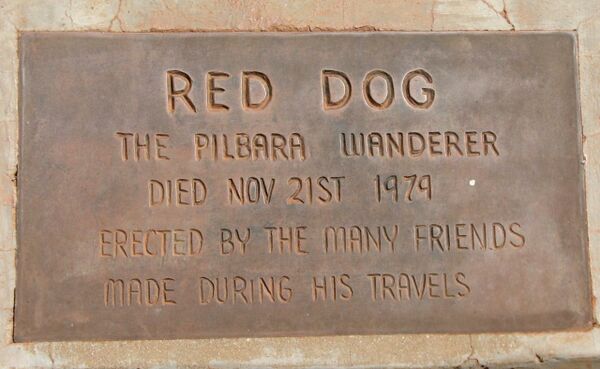 RED DOG
THE PILBARA WANDERER
DIED NOV 21ST 1979
ERECTED BY THE MANY FRIENDS
MADE DURING HIS TRAVELS